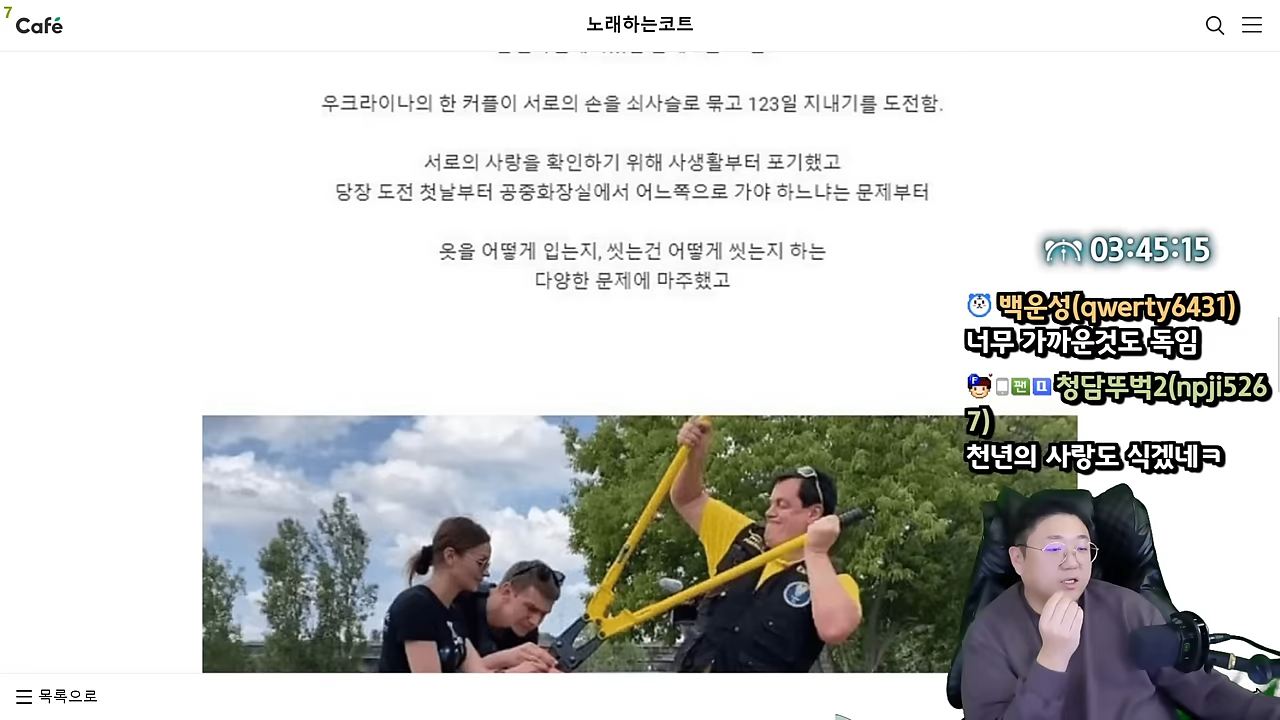 7
Café
노래하는코트
우크라이나의 한 커플이 서로의 손을 쇠사슬로 묶고 123일 지내기를 도전함.
서로의 사랑을 확인하기 위해 사생활부터 포기했고
당장 도전 첫날부터 공중화장실에서 어느쪽으로 가야 하느냐는 문제부터
옷을 어떻게 입는지, 씻는건 어떻게 씻는지 하는
다양한 문제에 마주했고
03:45:15
백운성(qwerty6431)
너무 가까운것도 독임
팬 청담뚜벅2(npji526
7)
천년의 사랑도 식겠네ㅋ
목록으로